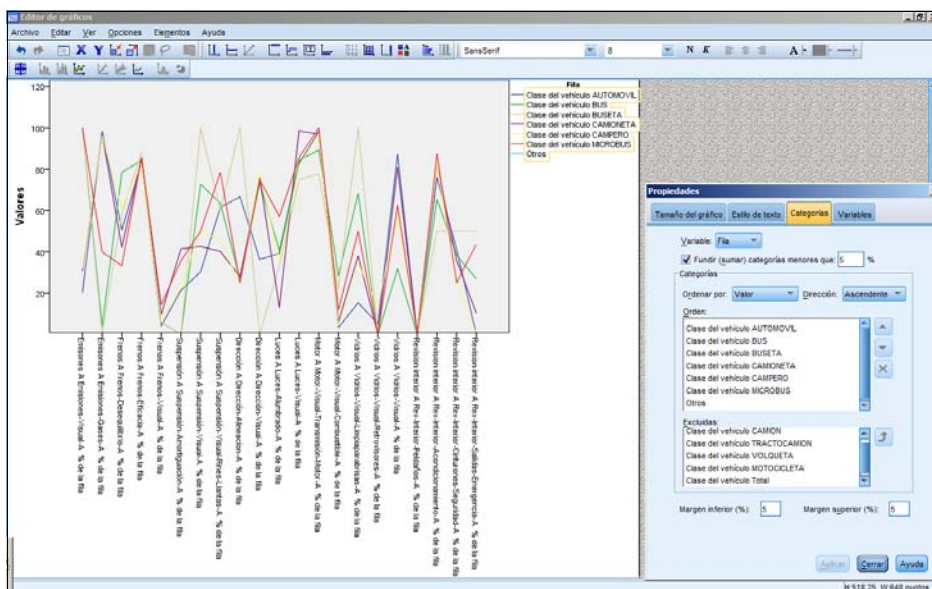 Editor de gráficos
Archivo Editar Ver Opciones Elementos Ayuda
SansSerif 8 N K A
Valores
120
100
80
60
40
20
Emisiones A Emisiones-Visual-A % de la fila
Emisiones A Emisiones-Gases-A % de la fila
Frenos A Frenos-Desequilibrio-A % de la fila
Frenos A Frenos-Eficacia-A % de la fila
Frenos A Frenos-Visual-A % de la fila
Suspensión A Suspensión-Amortiguación-A % de la fila
Suspensión A Suspensión-Visual-A % de la fila
Suspensión A Suspensión-Visual-Rines-Llantas-A % de la fila
Dirección A Dirección-Alineacion-A % de la fila
Dirección A Dirección-Visual-A % de la fila
Luces A Luces-Alumbrado-A % de la fila
Luces A Luces-Visual-A % de la fila
Motor A Motor-Visual-Transmisión-Motor-A % de la fila
Motor A Motor-Visual-Combustible-A % de la fila
Vidrios A Vidrios-Visual-Limpiaparabrisas-A % de la fila
Vidrios A Vidrios-Visual-Retrovisores-A % de la fila
Vidrios A Vidrios-Visual-A % de la fila
Revision interior A Rev-Interior-Peldaños-A % de la fila
Revision interior A Rev-Interior-Acondicionamiento-A % de la fila
Revision interior A Rev-Interior-Cinturones-Seguridad-A % de la fila
Revision interior A Rev-Interior-Salidas-Emergencia-A % de la fila
Fila
Clase del vehículo AUTOMOVIL
Clase del vehículo BUS
Clase del vehículo BUSETA
Clase del vehículo CAMIONETA
Clase del vehículo CAMPERO
Clase del vehículo MICROBUS
Otros
Propiedades
Tamaño del gráfico Estilo de texto Categorías Variables
Variable: Fila
Fundir (sumar) categorías menores que: 5 %
Categorías
Ordenar por: Valor Dirección: Ascendente
Orden:
Clase del vehículo AUTOMOVIL
Clase del vehículo BUS
Clase del vehículo BUSETA
Clase del vehículo CAMIONETA
Clase del vehículo CAMPERO
Clase del vehículo MICROBUS
Otros
Excluidas:
Clase del vehículo CAMION
Clase del vehículo TRACTOCAMION
Clase del vehículo VOLQUETA
Clase del vehículo MOTOCICLETA
Clase del vehículo Total
Margen inferior (%): 5 Margen superior (%): 5
Aplicar Cerrar Ayuda
H:518.25, W:648 puntos